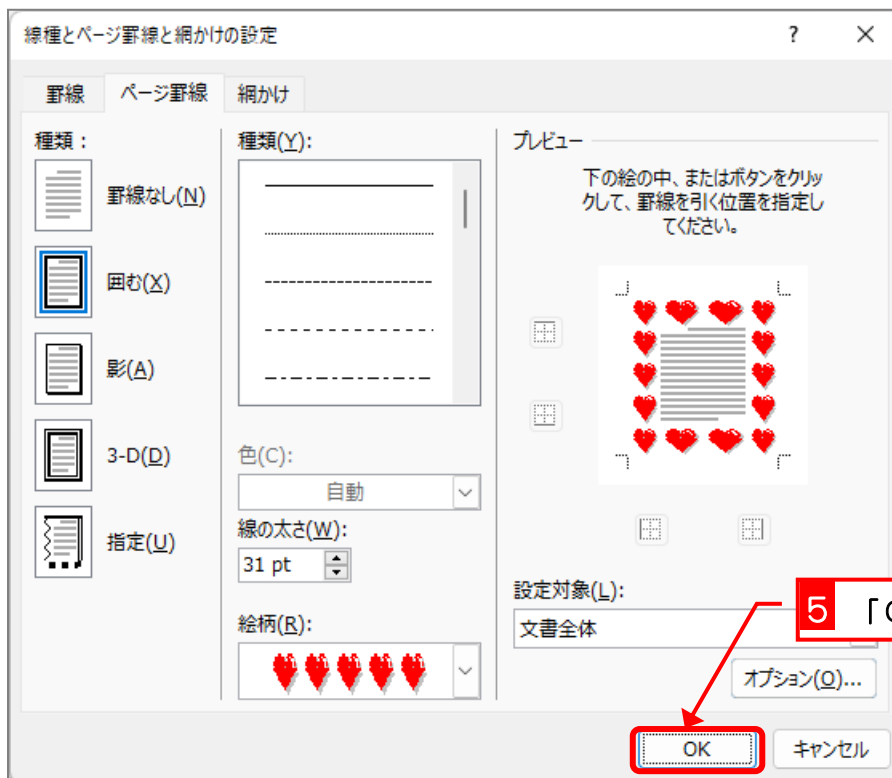 線種とページ罫線と網かけの設定
?
罫線
ページ罫線
網かけ
種類：
罫線なし(N)
囲む(X)
影(A)
3-D(D)
指定(U)
種類(Y):
色(C):
自動
線の太さ(W):
31 pt
絵柄(R):
プレビュー
下の絵の中、またはボタンをクリッ
クして、罫線を引く位置を指定し
てください。
設定対象(L):
文書全体
5 「
オプション(O)...
OK
キャンセル